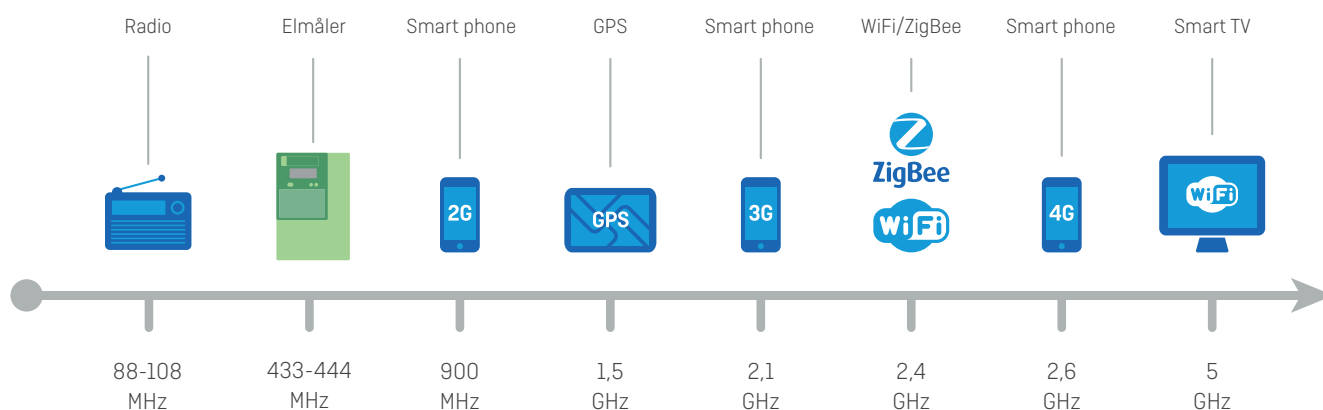 Radio
Elmåler
Smart phone
GPS
Smart phone
WiFi/ZigBee
Smart phone
Smart TV
2G
GPS
3G
ZigBee
WiFi
4G
WiFi
88-108
MHz
433-444
MHz
900
MHz
1,5
GHz
2,1
GHz
2,4
GHz
2,6
GHz
5
GHz